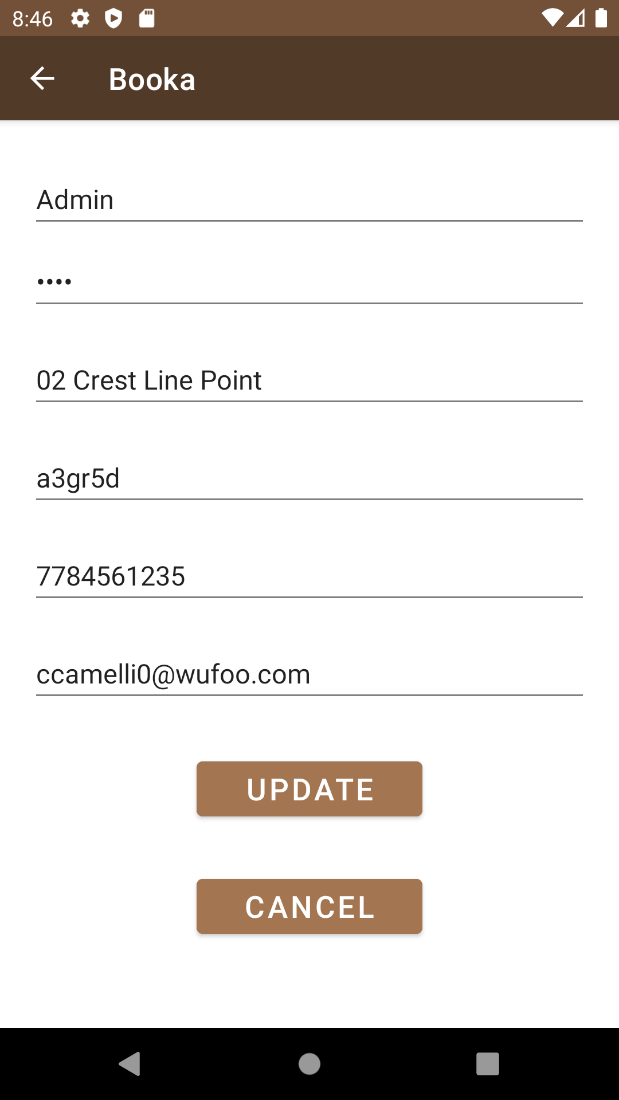 8:46
Booka
Admin
••••
02 Crest Line Point
a3gr5d
7784561235
ccamelli0@wufoo.com
UPDATE
CANCEL